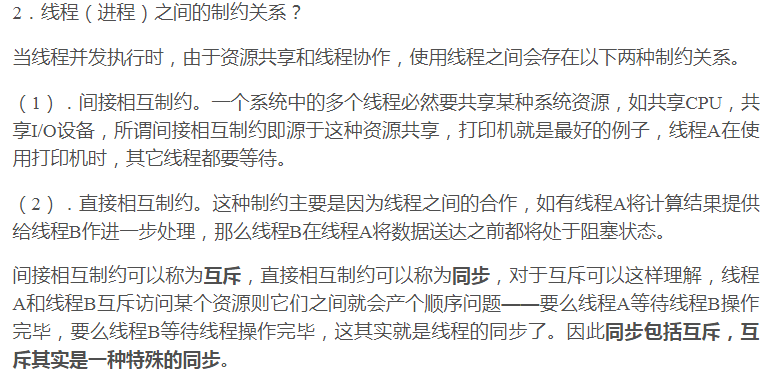 2．线程（进程）之间的制约关系？
当线程并发执行时，由于资源共享和线程协作，使用线程之间会存在以下两种制约关系。
（1）．间接相互制约。一个系统中的多个线程必然要共享某种系统资源，如共享CPU，共
享I/O设备，所谓间接相互制约即源于这种资源共享，打印机就是最好的例子，线程A在使
用打印机时，其它线程都要等待。
（2）．直接相互制约。这种制约主要是因为线程之间的合作，如有线程A将计算结果提供
给线程B作进一步处理，那么线程B在线程A将数据送达之前都将处于阻塞状态。
间接相互制约可以称为互斥，直接相互制约可以称为同步，对于互斥可以这样理解，线程
A和线程B互斥访问某个资源则它们之间就会产个顺序问题——要么线程A等待线程B操作
完毕，要么线程B等待线程操作完毕，这其实就是线程的同步了。因此同步包括互斥，互
斥其实是一种特殊的同步。